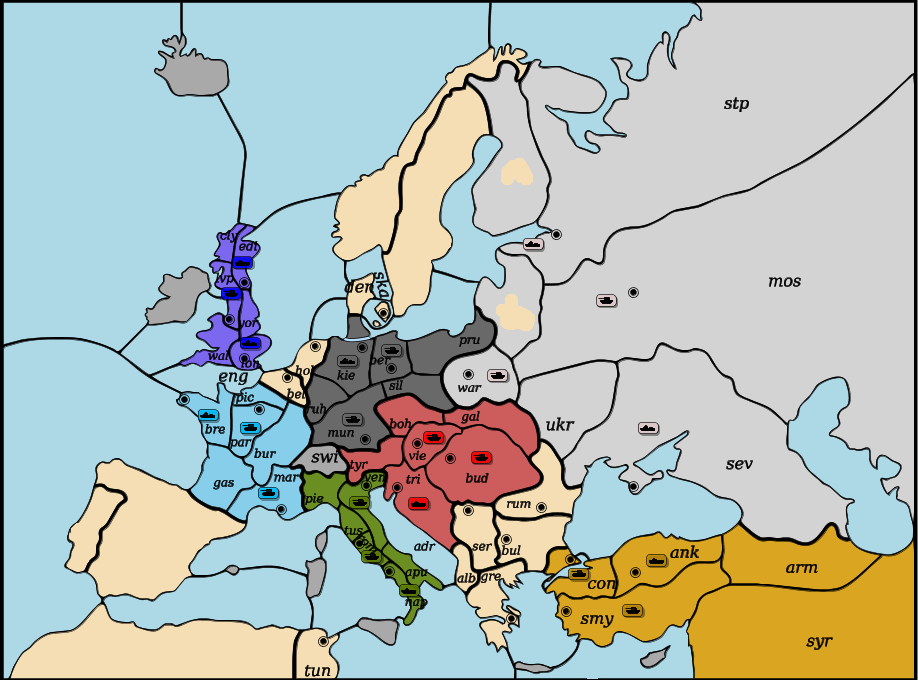 stp
cly
edi
lvp
yor
wal
lon
eng
den
ska
mos
hol
bel
kie
ber
pru
sil
war
ruh
mun
boh
gal
ukr
pic
bre
par
bur
gas
mar
swi
tyr
vie
bud
tri
sev
pie
ven
tus
rom
adr
apu
nap
rum
ser
bul
alb
gre
con
ank
arm
smy
syr
tun